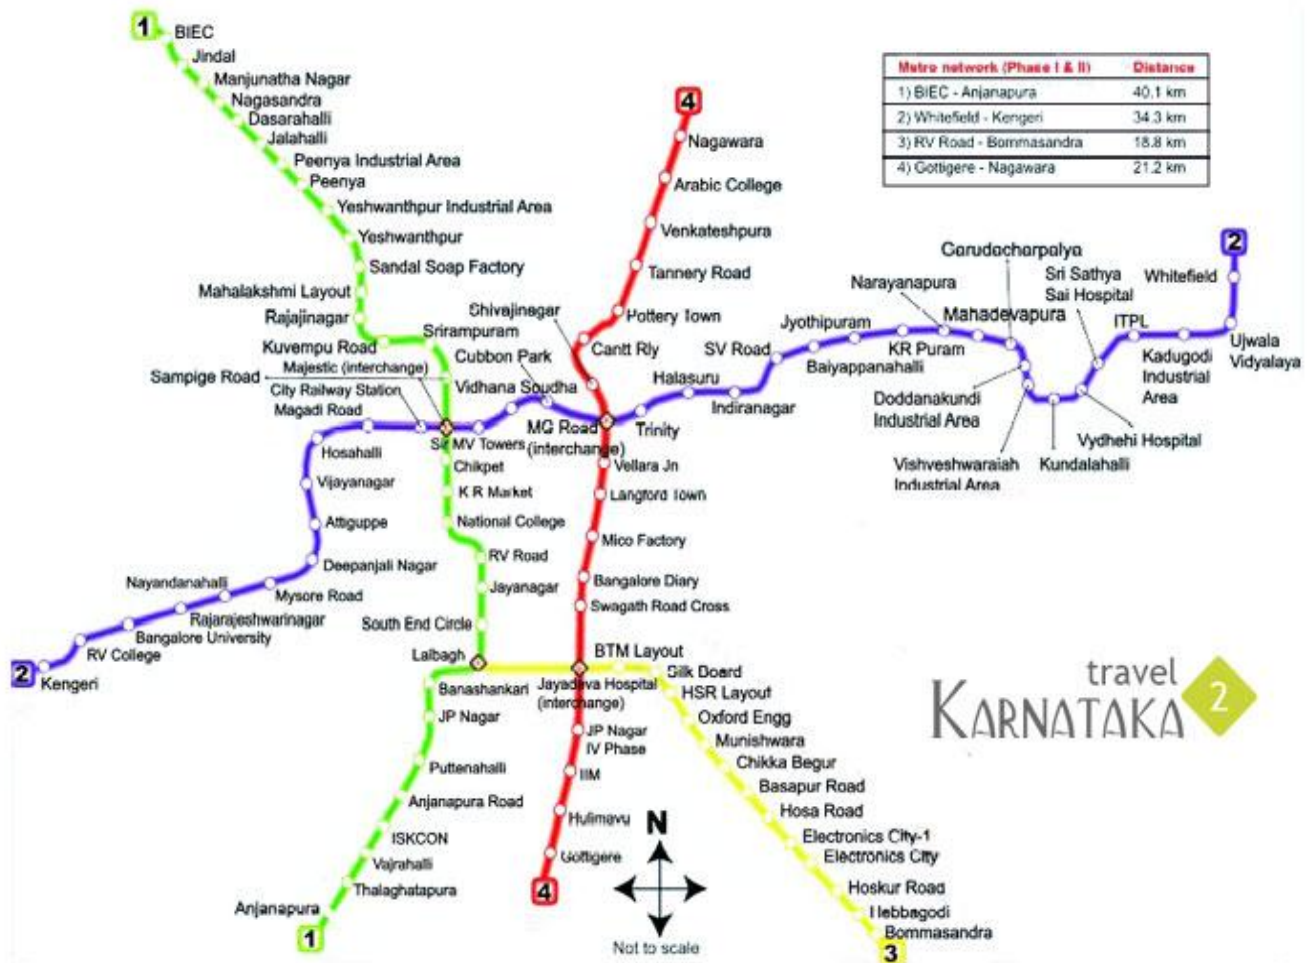 1
BIEC
Jindal
Manjunatha Nagar
Nagasandra
Dasarahalli
Jalahalli
Peenya Industrial Area
Peenya
Yeshwanthpur Industrial Area
Yeshwanthpur
Sandal Soap Factory
Mahalakshmi Layout
Rajajinagar
Kuvempu Road
Srirampuram
Sampige Road
Majestic (interchange)
Chikpet
K R Market
National College
RV Road
Jayanagar
South End Circle
Lalbagh
Banashankari
JP Nagar
Puttenahalli
Anjanapura Road
ISKCON
Vajrahalli
Thalaghatapura
Anjanapura
1
4
Nagawara
Arabic College
Venkateshpura
Tannery Road
Pottery Town
Cantt Rly
Shivajinagar
MG Road
(interchange)
Vellara Jn
Langford Town
Mico Factory
Bangalore Diary
Swagath Road Cross
Jayadeva Hospital
(interchange)
JP Nagar
IV Phase
IIM
Hulimavu
Gottigere
4
Metro network (Phase I & II) Distance
1) BIEC - Anjanapura 40.1 km
2) Whitefield - Kengeri 34.3 km
3) RV Road - Bommasandra 18.8 km
4) Gottigere - Nagawara 21.2 km
2
Whitefield
Ujwala
Vidyalaya
Kadugodi
Industrial
Area
ITPL
Sri Sathya
Sai Hospital
Vydhehi Hospital
Kundalahalli
Vishveshwaraiah
Industrial Area
Doddanakundi
Industrial Area
Garudacharpalya
Mahadevapura
Narayanapura
KR Puram
Jyothipuram
Baiyappanahalli
SV Road
Indiranagar
Halasuru
Trinity
Cubbon Park
Vidhana Soudha
Sir MV Towers
City Railway Station
Magadi Road
Hosahalli
Vijayanagar
Attiguppe
Deepanjali Nagar
Mysore Road
Nayandanahalli
Rajarajeshwarinagar
Bangalore University
RV College
Kengeri
2
BTM Layout
Silk Board
HSR Layout
Oxford Engg
Munishwara
Chikka Begur
Basapur Road
Hosa Road
Electronics City-1
Electronics City
Hoskur Road
Hebbagodi
Bommasandra
3
N
Not to scale
travel
KARNATAKA
2